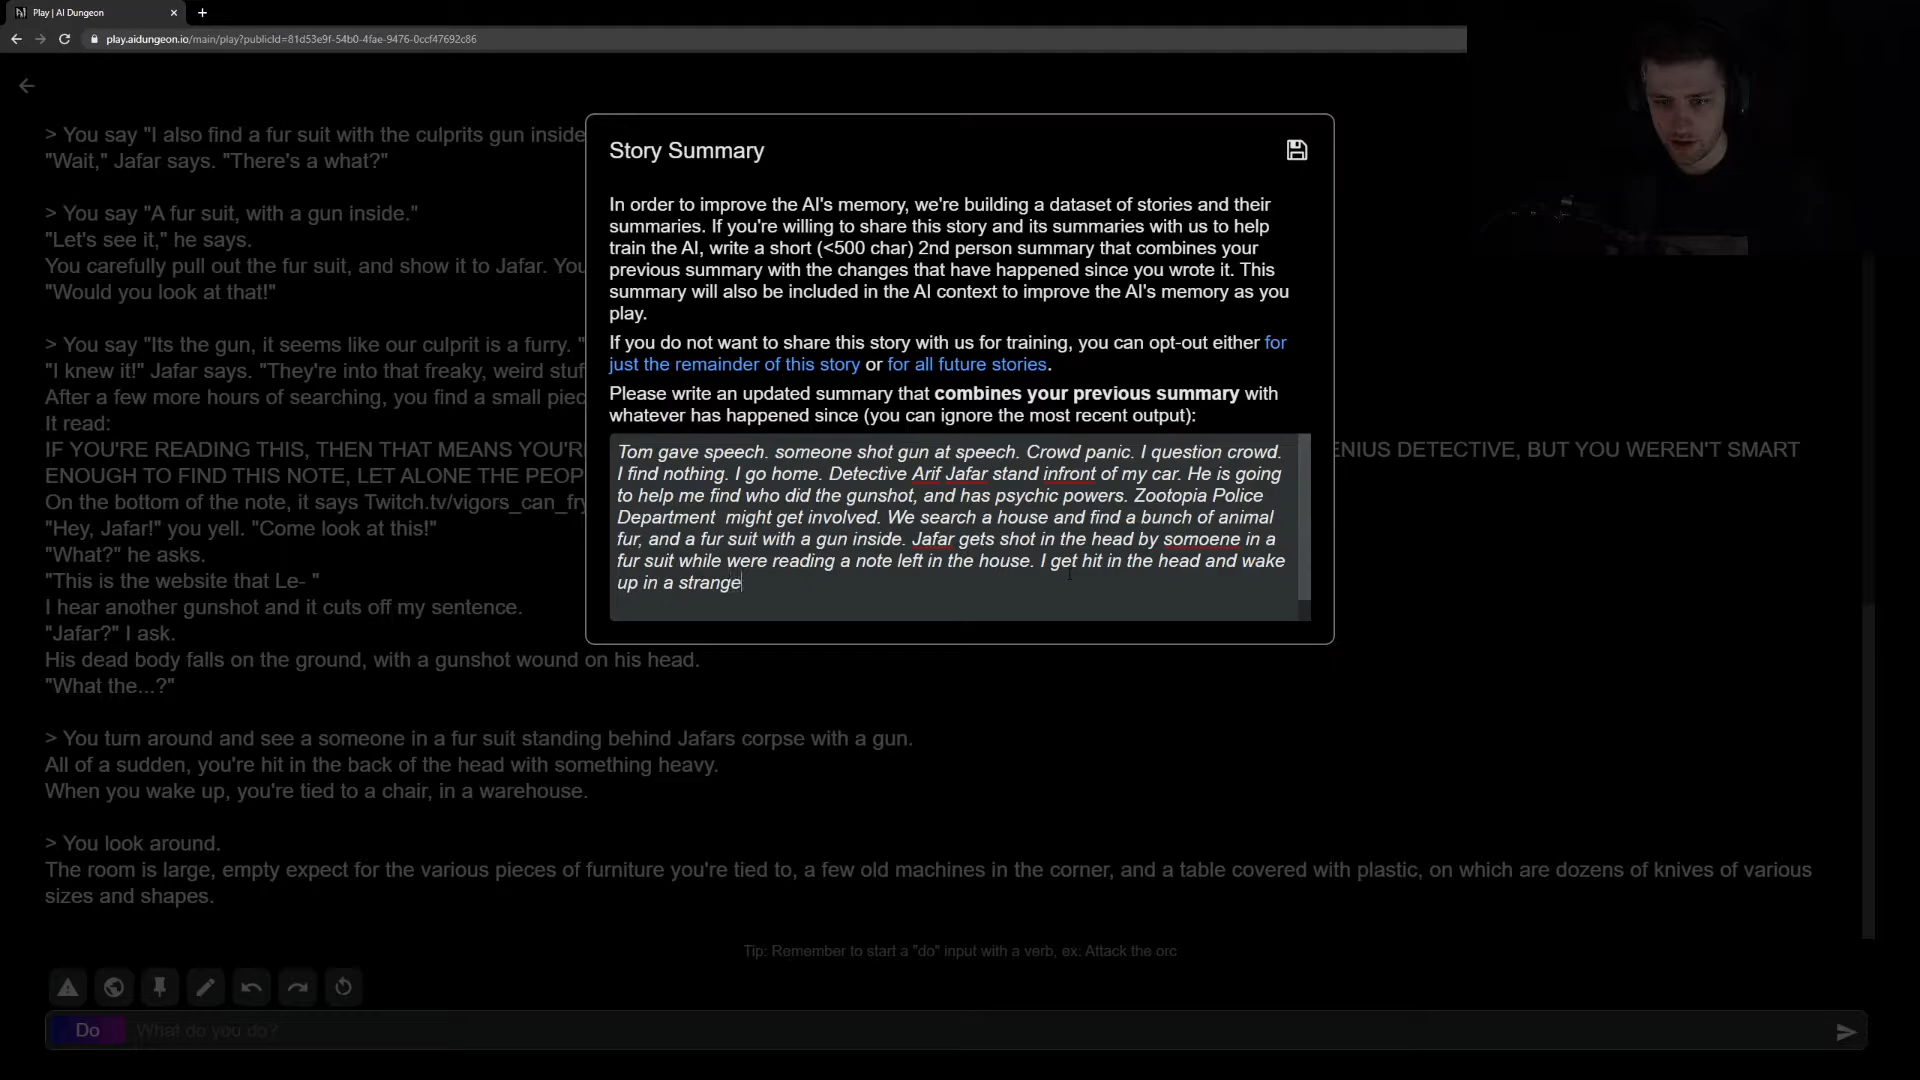 Play | AI Dungeon
play.aidungeon.io/main/play?publicId=81d53e9f-54b0-4fae-9476-0ccf47692c86
> You say "I also find a fur suit with the culprits gun inside
"Wait," Jafar says. "There's a what?"
> You say "A fur suit, with a gun inside."
"Let's see it," he says.
You carefully pull out the fur suit, and show it to Jafar. You
"Would you look at that!"
> You say "Its the gun, it seems like our culprit is a furry. "
"I knew it!" Jafar says. "They're into that freaky, weird stuf
After a few more hours of searching, you find a small piec
It read:
IF YOU'RE READING THIS, THEN THAT MEANS YOU'R
ENIUS DETECTIVE, BUT YOU WEREN'T SMART
ENOUGH TO FIND THIS NOTE, LET ALONE THE PEOP
On the bottom of the note, it says Twitch.tv/vigors_can_fry
"Hey, Jafar!" you yell. "Come look at this!"
"What?" he asks.
"This is the website that Le- "
I hear another gunshot and it cuts off my sentence.
"Jafar?" I ask.
His dead body falls on the ground, with a gunshot wound on his head.
"What the...?"
> You turn around and see a someone in a fur suit standing behind Jafars corpse with a gun.
All of a sudden, you're hit in the back of the head with something heavy.
When you wake up, you're tied to a chair, in a warehouse.
> You look around.
The room is large, empty expect for the various pieces of furniture you're tied to, a few old machines in the corner, and a table covered with plastic, on which are dozens of knives of various
sizes and shapes.
Story Summary
In order to improve the AI's memory, we're building a dataset of stories and their
summaries. If you're willing to share this story and its summaries with us to help
train the AI, write a short (<500 char) 2nd person summary that combines your
previous summary with the changes that have happened since you wrote it. This
summary will also be included in the AI context to improve the AI's memory as you
play.
If you do not want to share this story with us for training, you can opt-out either for
just the remainder of this story or for all future stories.
Please write an updated summary that combines your previous summary with
whatever has happened since (you can ignore the most recent output):
Tom gave speech. someone shot gun at speech. Crowd panic. I question crowd.
I find nothing. I go home. Detective Arif Jafar stand infront of my car. He is going
to help me find who did the gunshot, and has psychic powers. Zootopia Police
Department  might get involved. We search a house and find a bunch of animal
fur, and a fur suit with a gun inside. Jafar gets shot in the head by somoene in a
fur suit while were reading a note left in the house. I get hit in the head and wake
up in a strange
Tip: Remember to start a "do" input with a verb, ex: Attack the orc
Do
What do you do?